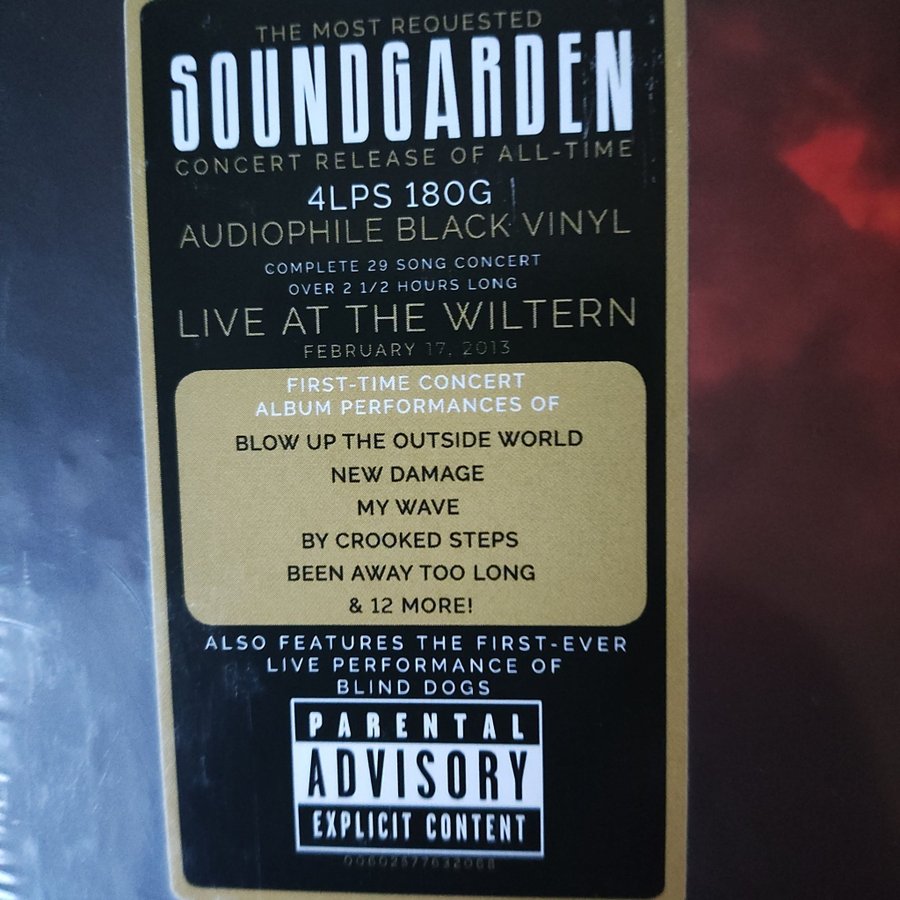 THE MOST REQUESTED
SOUNDGARDEN
CONCERT RELEASE OF ALL-TIME
4LPS 180G
AUDIOPHILE BLACK VINYL
COMPLETE 29 SONG CONCERT
OVER 2 1/2 HOURS LONG
LIVE AT THE WILTERN
FEBRUARY 17, 2013
FIRST-TIME CONCERT
ALBUM PERFORMANCES OF
BLOW UP THE OUTSIDE WORLD
NEW DAMAGE
MY WAVE
BY CROOKED STEPS
BEEN AWAY TOO LONG
& 12 MORE!
ALSO FEATURES THE FIRST-EVER
LIVE PERFORMANCE OF
BLIND DOGS
PARENTAL
ADVISORY
EXPLICIT CONTENT